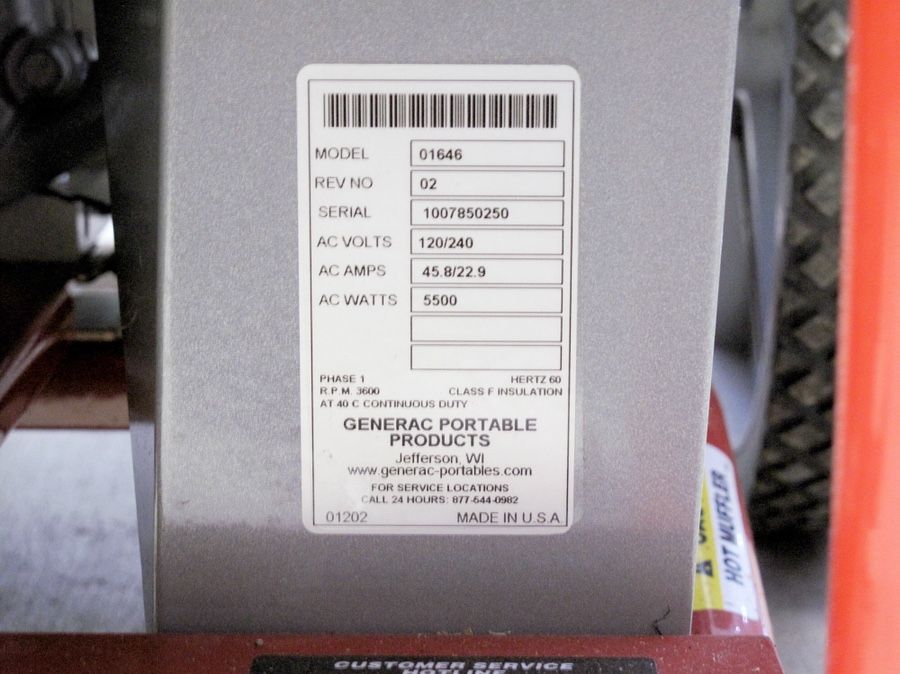 MODEL 01646
REV NO 02
SERIAL 1007850250
AC VOLTS 120/240
AC AMPS 45.8/22.9
AC WATTS 5500
PHASE 1 HERTZ 60
R.P.M. 3600 CLASS F INSULATION
AT 40 C CONTINUOUS DUTY
GENERAC PORTABLE
PRODUCTS
Jefferson, WI
www.generac-portables.com
FOR SERVICE LOCATIONS
CALL 24 HOURS: 877-544-0982
01202 MADE IN U.S.A
HOT MUFFLER
CUSTOMER SERVICE
HOTLINE